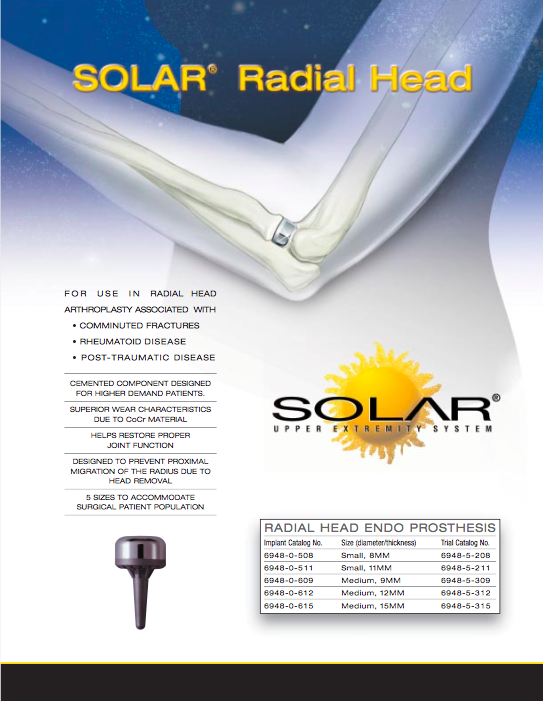 SOLAR® Radial Head
FOR USE IN RADIAL HEAD
ARTHROPLASTY ASSOCIATED WITH
• COMMINUTED FRACTURES
• RHEUMATOID DISEASE
• POST-TRAUMATIC DISEASE
CEMENTED COMPONENT DESIGNED
FOR HIGHER DEMAND PATIENTS.
SUPERIOR WEAR CHARACTERISTICS
DUE TO CoCr MATERIAL
HELPS RESTORE PROPER
JOINT FUNCTION
DESIGNED TO PREVENT PROXIMAL
MIGRATION OF THE RADIUS DUE TO
HEAD REMOVAL
5 SIZES TO ACCOMMODATE
SURGICAL PATIENT POPULATION
SOLAR®
UPPER EXTREMITY SYSTEM
RADIAL HEAD ENDO PROSTHESIS
Implant Catalog No. Size (diameter/thickness) Trial Catalog No.
6948-0-508 Small, 8MM 6948-5-208
6948-0-511 Small, 11MM 6948-5-211
6948-0-609 Medium, 9MM 6948-5-309
6948-0-612 Medium, 12MM 6948-5-312
6948-0-615 Medium, 15MM 6948-5-315